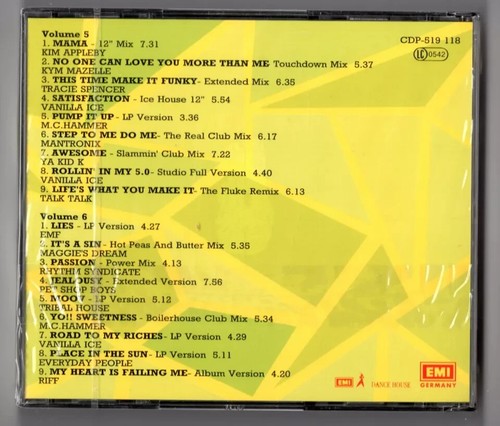 Volume 5
CDP-519 118
LC 0542
1. MAMA - 12" Mix 7.31
KIM APPLEBY
2. NO ONE CAN LOVE YOU MORE THAN ME Touchdown Mix 5.37
KYM MAZELLE
3. THIS TIME MAKE IT FUNKY- Extended Mix 6.35
TRACIE SPENCER
4. SATISFACTION - Ice House 12" 5.54
VANILLA ICE
5. PUMP IT UP - LP Version 3.36
M.C.HAMMER
6. STEP TO ME DO ME- The Real Club Mix 6.17
MANTRONIX
7. AWESOME - Slammin' Club Mix 7.22
YA KID K
8. ROLLIN' IN MY 5.0- Studio Full Version 4.40
VANILLA ICE
9. LIFE'S WHAT YOU MAKE IT- The Fluke Remix 6.13
TALK TALK
Volume 6
1. LIES - LP Version 4.27
EMF
2. IT'S A SIN - Hot Peas And Butter Mix 5.35
MAGGIE'S DREAM
3. PASSION - Power Mix 4.13
RHYTHM SYNDICATE
4. JEALOUSY - Extended Version 7.56
PET SHOP BOYS
5. MOOV - LP Version 5.12
TRIBAL HOUSE
6. YO!! SWEETNESS - Boilerhouse Club Mix 5.34
M.C.HAMMER
7. ROAD TO MY RICHES- LP Version 4.29
VANILLA ICE
8. PLACE IN THE SUN- LP Version 5.11
EVERYDAY PEOPLE
9. MY HEART IS FAILING ME- Album Version 4.20
RIFF
EMI
DANCE HOUSE
EMI
GERMANY